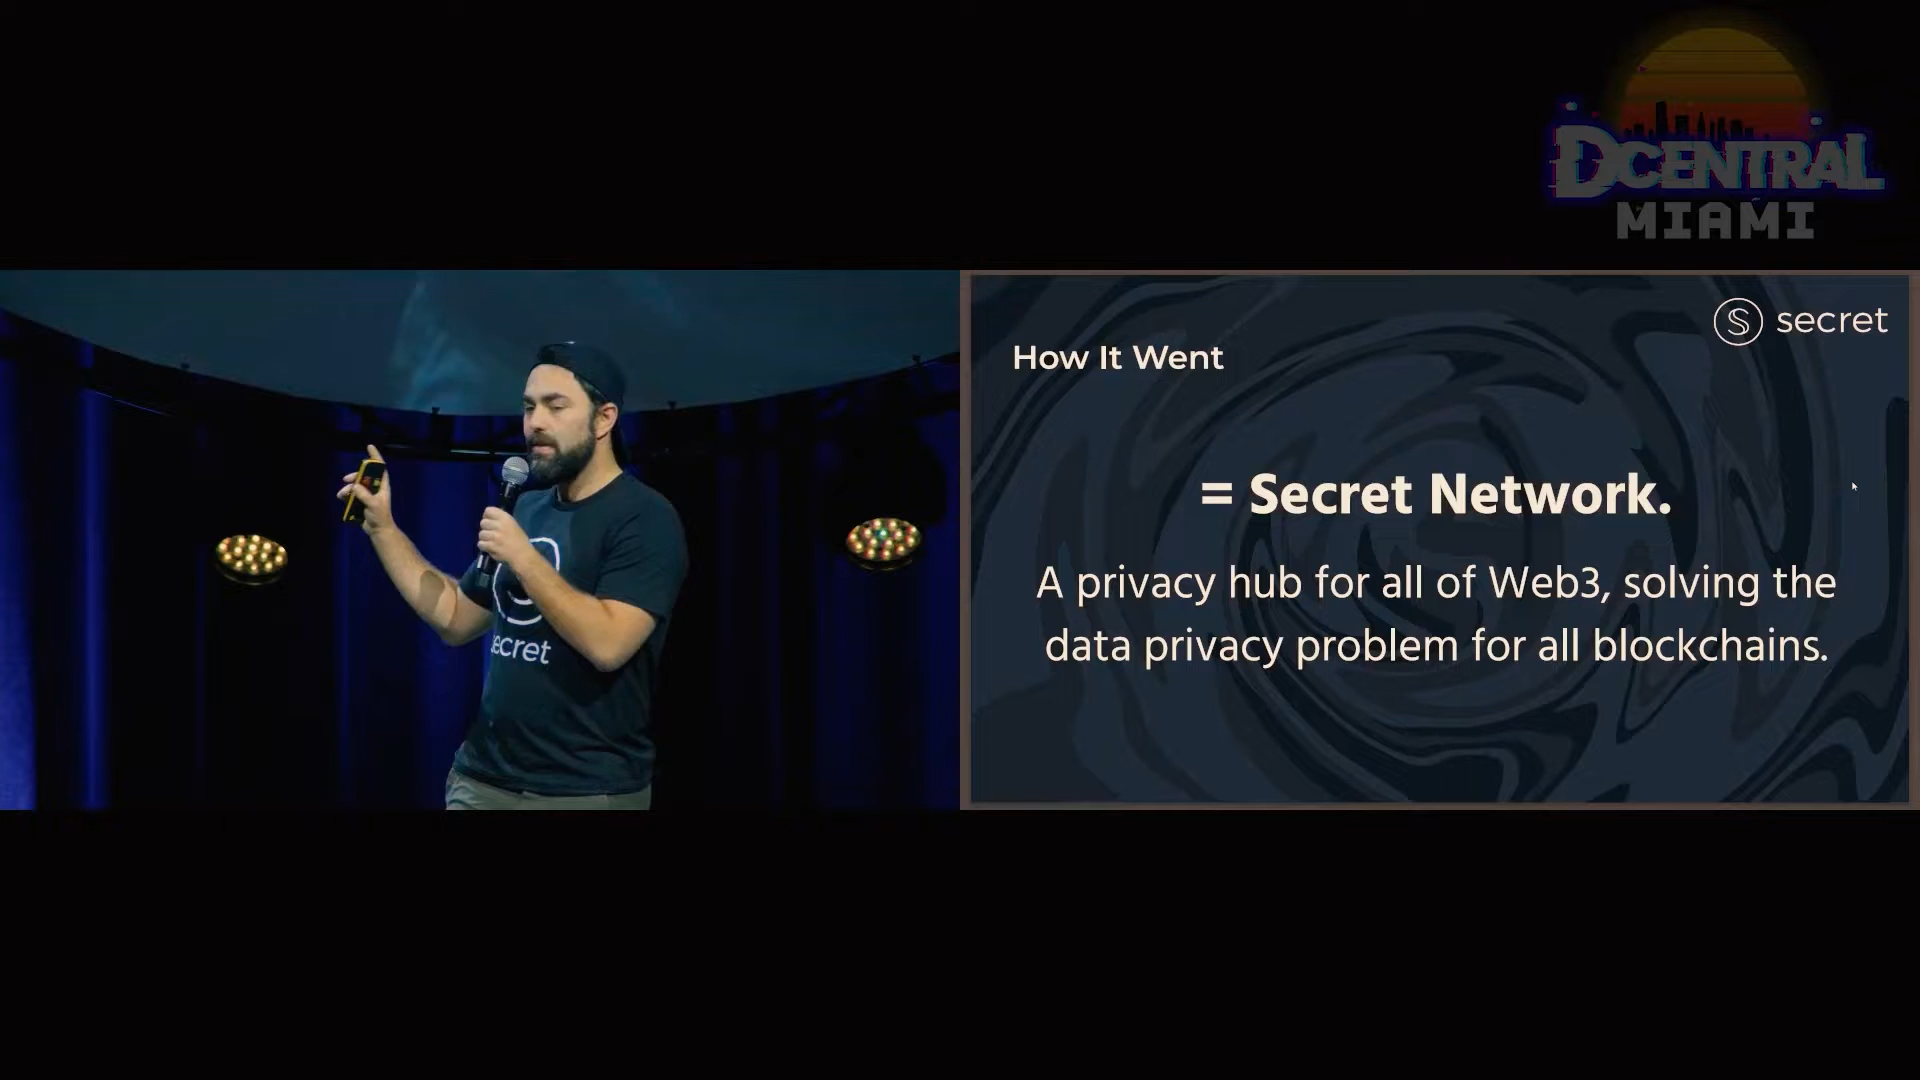 DCENTRAL
MIAMI
secret
How It Went
= Secret Network.
A privacy hub for all of Web3, solving the
data privacy problem for all blockchains.
ecret